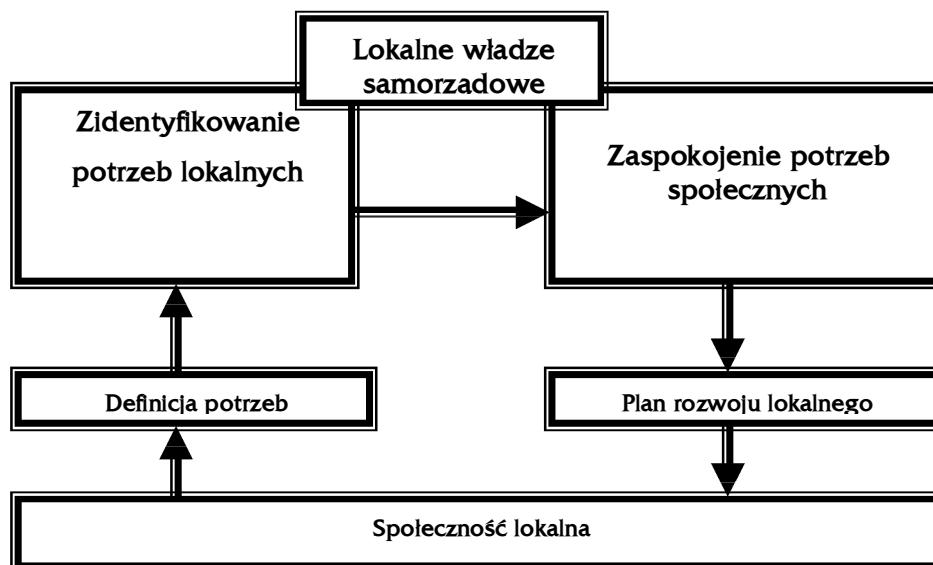 Lokalne władze
samorzadowe
Zidentyfikowanie
potrzeb lokalnych
Zaspokojenie potrzeb
społecznych
Definicja potrzeb
Plan rozwoju lokalnego
Społeczność lokalna